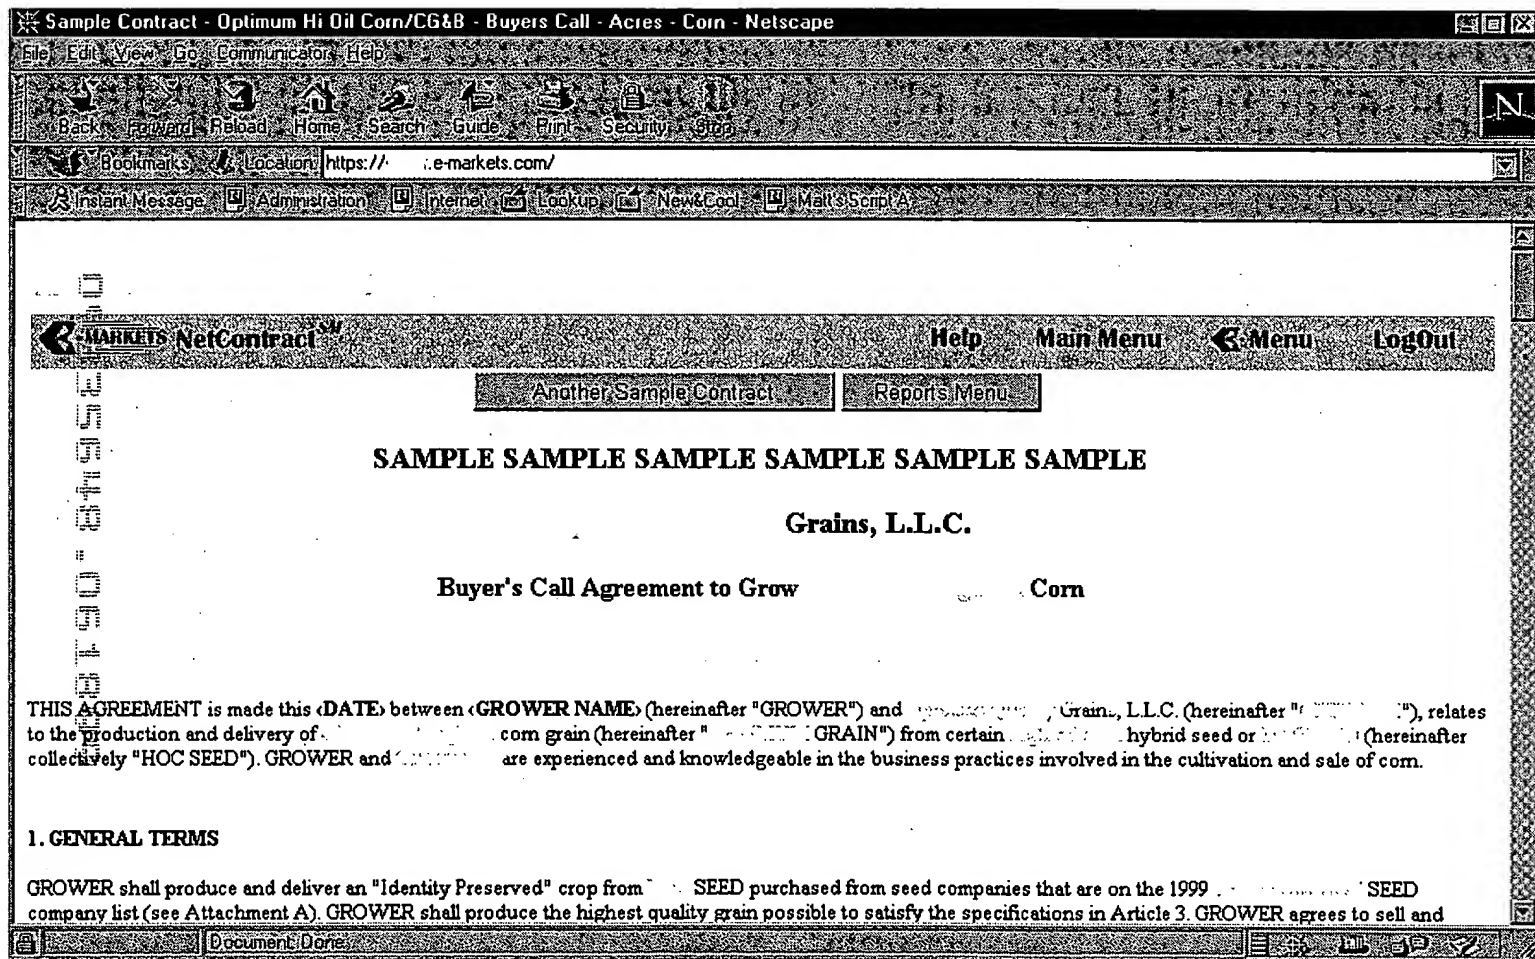 Sample Contract - Optimum Hi Oil Corn/CG&B - Buyers Call - Acres - Corn - Netscape
File Edit View Go Communicator Help
Back Forward Reload Home Search Guide Print Security Stop
N
Bookmarks Location: https:// .e-markets.com/
Instant Message Administration Internet Lookup New&Cool Matt's Script A
E-MARKETS NetContract SM Help Main Menu Menu LogOut
Another Sample Contract Reports Menu
SAMPLE SAMPLE SAMPLE SAMPLE SAMPLE SAMPLE
Grains, L.L.C.
Buyer's Call Agreement to Grow Corn
THIS AGREEMENT is made this <DATE> between <GROWER NAME> (hereinafter "GROWER") and Grains, L.L.C. (hereinafter " "), relates
to the production and delivery of corn grain (hereinafter " GRAIN") from certain hybrid seed or (hereinafter
collectively "HOC SEED"). GROWER and are experienced and knowledgeable in the business practices involved in the cultivation and sale of corn.
1. GENERAL TERMS
GROWER shall produce and deliver an "Identity Preserved" crop from SEED purchased from seed companies that are on the 1999 SEED
company list (see Attachment A). GROWER shall produce the highest quality grain possible to satisfy the specifications in Article 3. GROWER agrees to sell and
Document: Done